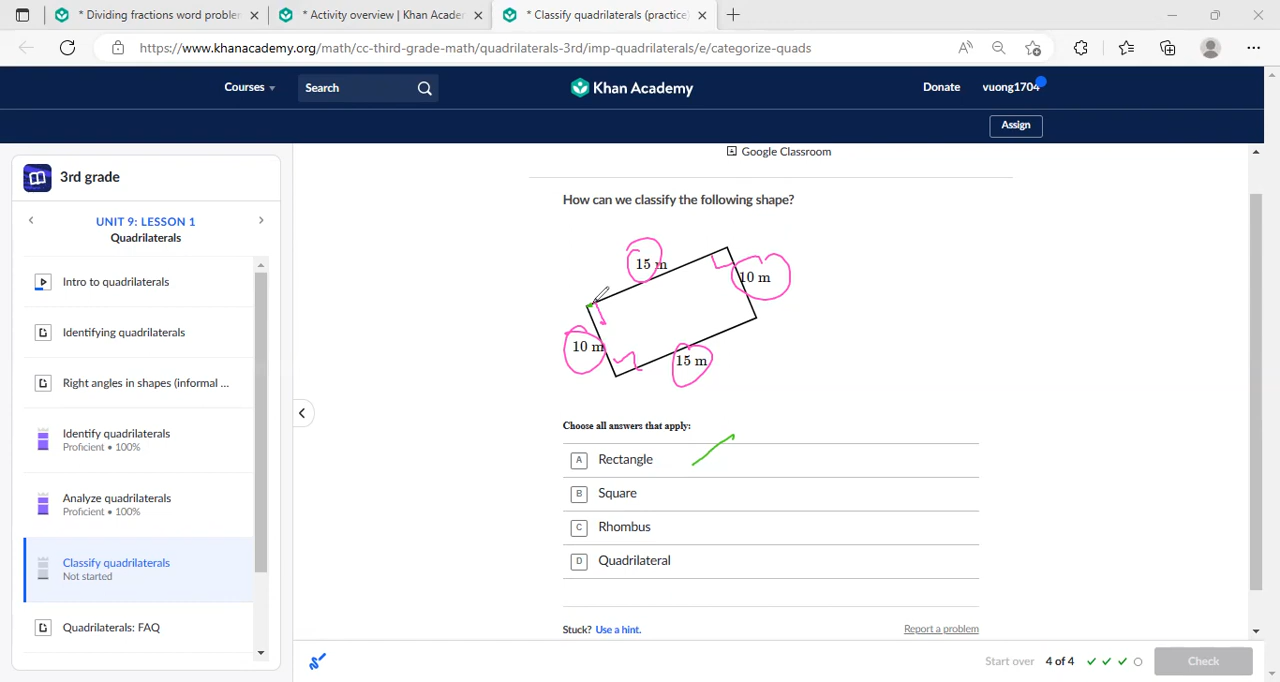 * Dividing fractions word problem
* Activity overview | Khan Academ
* Classify quadrilaterals (practice)
https://www.khanacademy.org/math/cc-third-grade-math/quadrilaterals-3rd/imp-quadrilaterals/e/categorize-quads
Courses
Search
Khan Academy
Donate
vuong1704
Assign
3rd grade
UNIT 9: LESSON 1
Quadrilaterals
Intro to quadrilaterals
Identifying quadrilaterals
Right angles in shapes (informal ...
Identify quadrilaterals
Proficient • 100%
Analyze quadrilaterals
Proficient • 100%
Classify quadrilaterals
Not started
Quadrilaterals: FAQ
Google Classroom
How can we classify the following shape?
15 m
10 m
10 m
15 m
Choose all answers that apply:
A Rectangle
B Square
C Rhombus
D Quadrilateral
Stuck? Use a hint.
Report a problem
Start over 4 of 4
Check